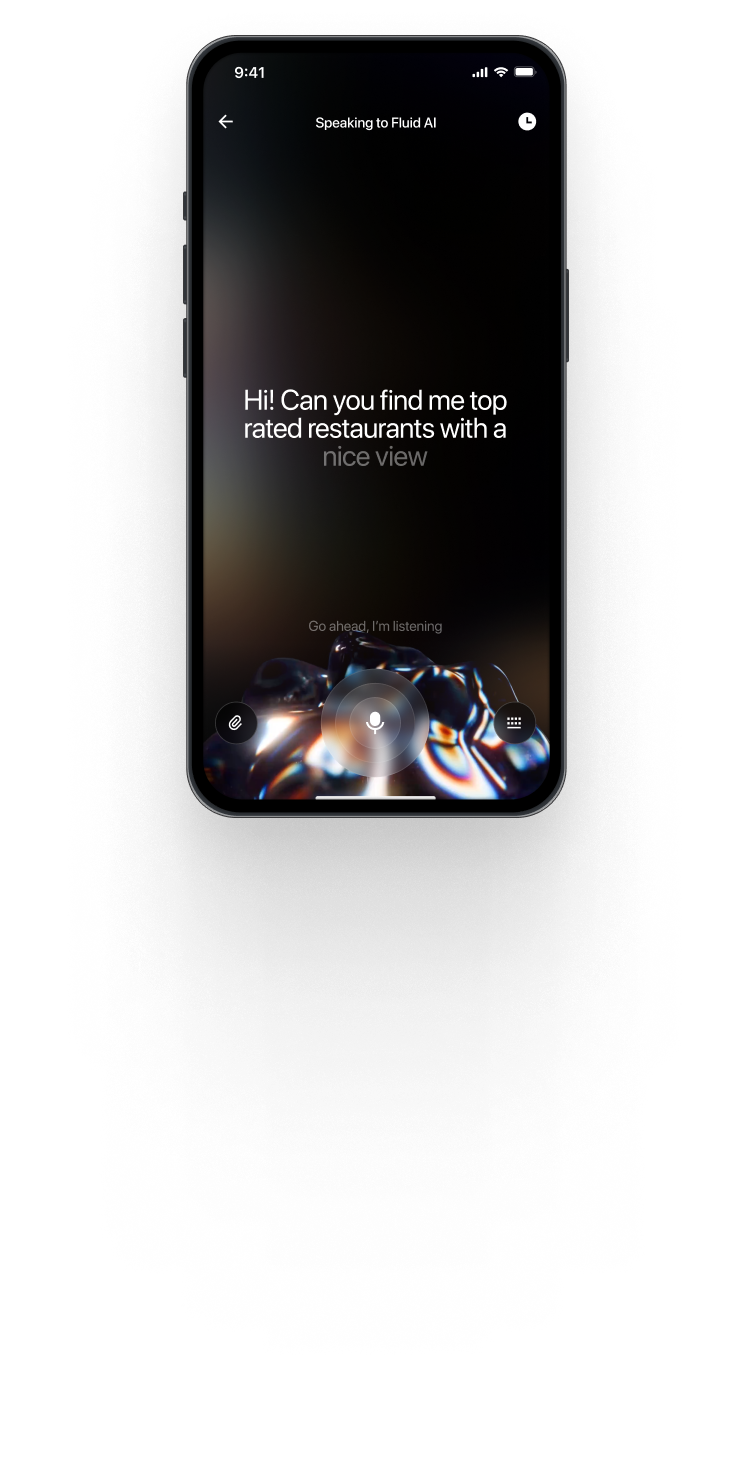 9:41
Speaking to Fluid AI
Hi! Can you find me top
rated restaurants with a
nice view
Go ahead, I’m listening